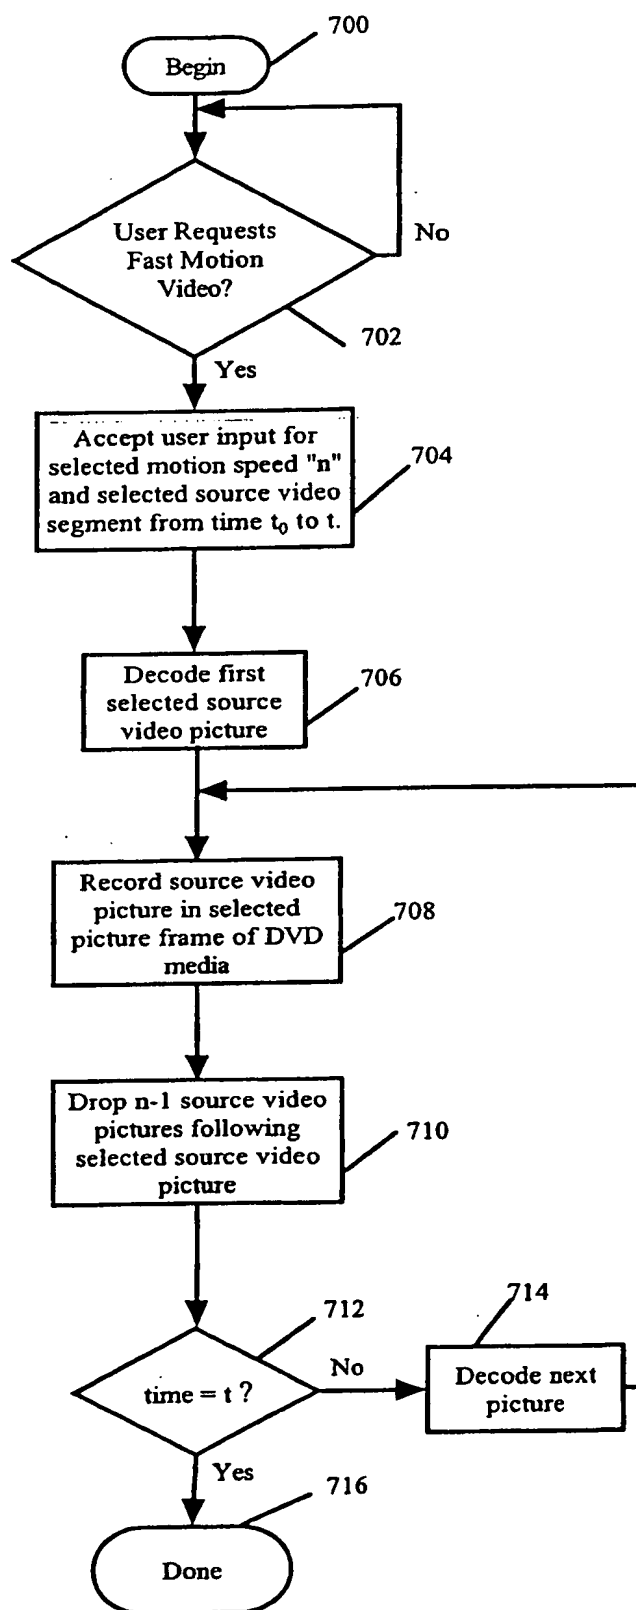 700
Begin
User Requests
Fast Motion
Video?
No
702
Yes
Accept user input for
selected motion speed "n"
and selected source video
segment from time t₀ to t.
704
Decode first
selected source
video picture
706
Record source video
picture in selected
picture frame of DVD
media
708
Drop n-1 source video
pictures following
selected source video
picture
710
712
time = t ?
No
714
Decode next
picture
Yes
716
Done